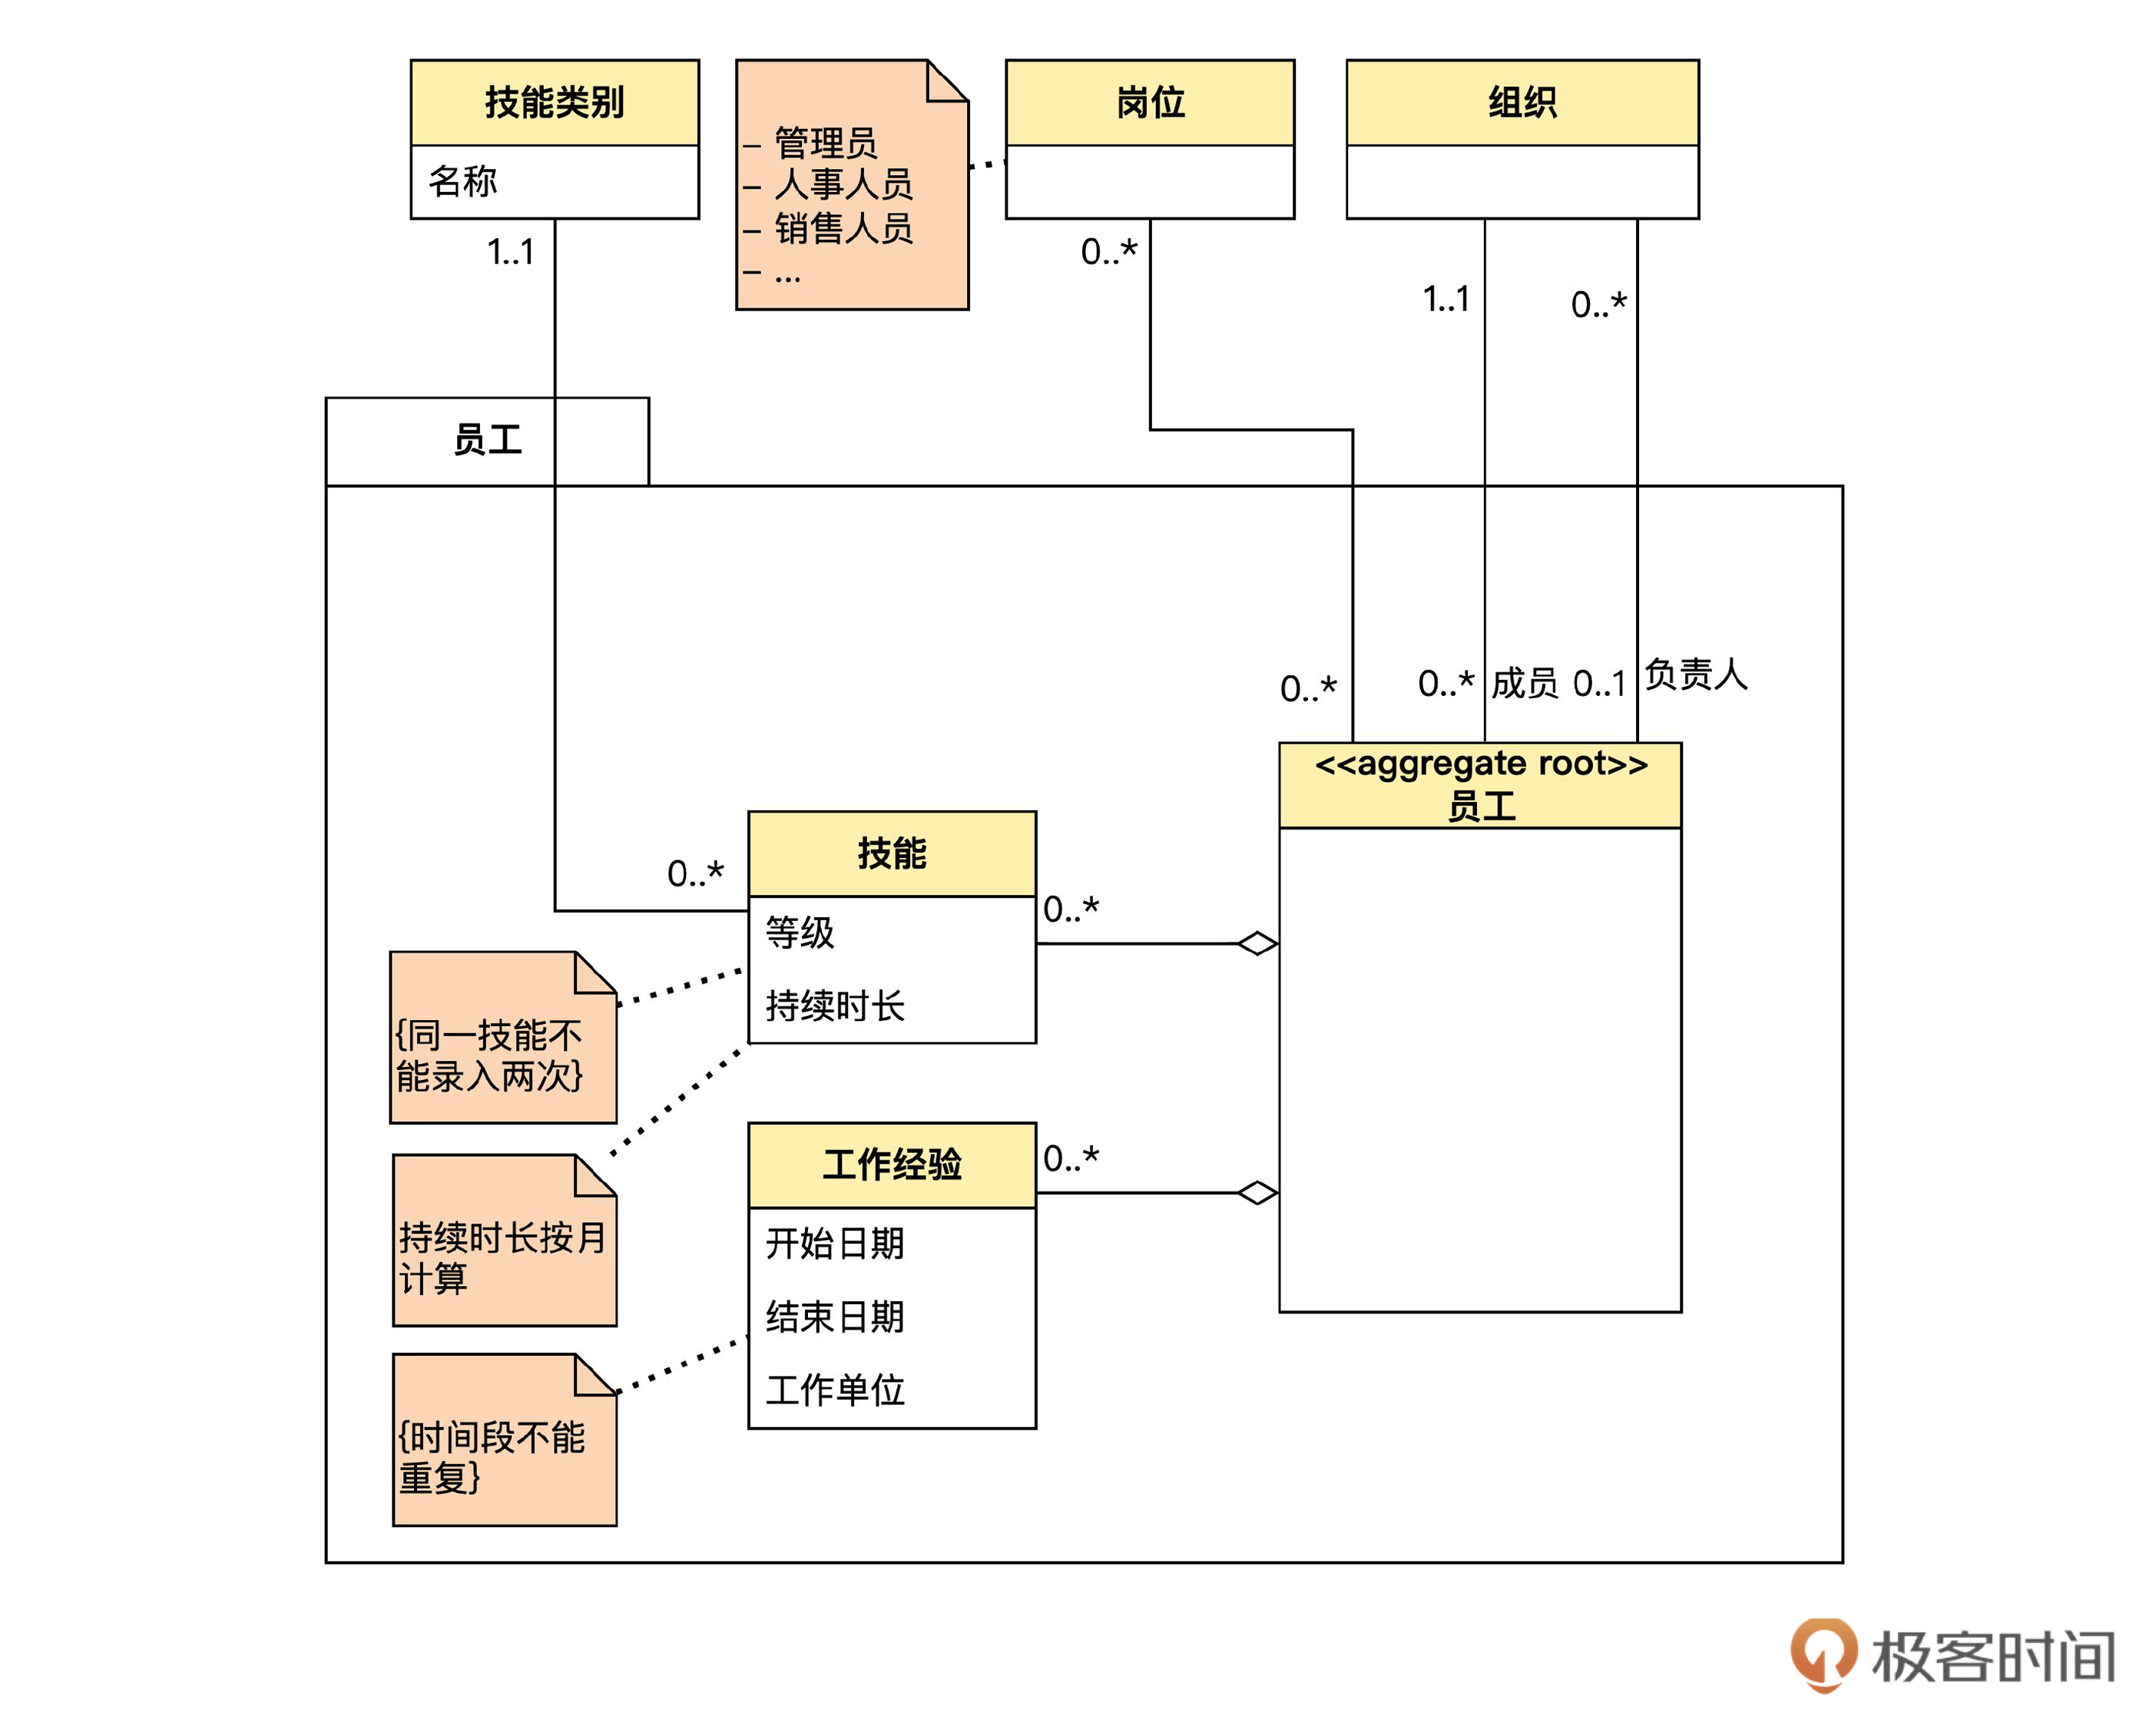 技能类别
名称
– 管理员
– 人事人员
– 销售人员
– ...
岗位
组织
1..1
0..*
1..1
0..*
员工
0..*
0..*
成员
0..1
负责人
<<aggregate root>>
员工
技能
等级
持续时长
0..*
0..*
{同一技能不
能录入两次}
持续时长按月
计算
工作经验
开始日期
结束日期
工作单位
0..*
{时间段不能
重复}
极客时间